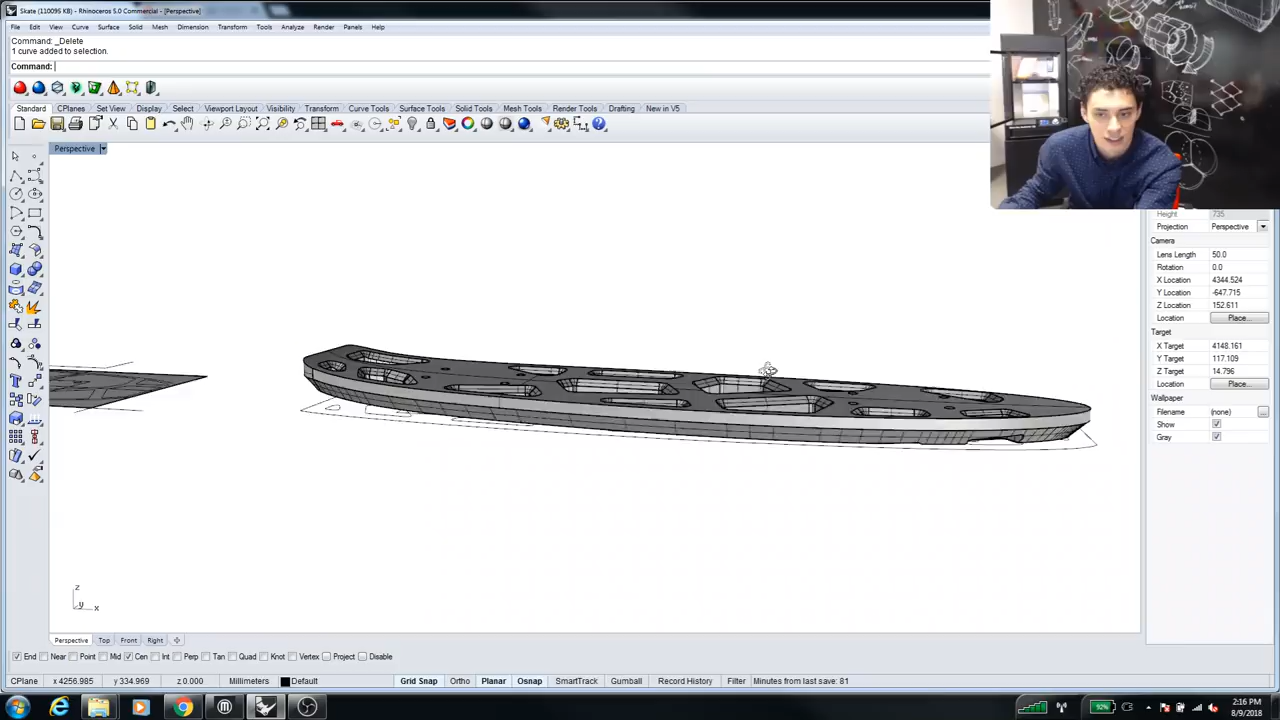 Skate (110095 KB) - Rhinoceros 5.0 Commercial - [Perspective]
File Edit View Curve Surface Solid Mesh Dimension Transform Tools Analyze Render Panels Help
Command: _Delete
1 curve added to selection.
Command:
Standard CPlanes Set View Display Select Viewport Layout Visibility Transform Curve Tools Surface Tools Solid Tools Mesh Tools Render Tools Drafting New in V5
Perspective
Height 735
Projection Perspective
Camera
Lens Length 50.0
Rotation 0.0
X Location 4344.524
Y Location -647.715
Z Location 152.611
Location Place...
Target
X Target 4148.161
Y Target 117.109
Z Target 14.796
Location Place...
Wallpaper
Filename (none) ...
Show
Gray
z
y x
Perspective Top Front Right
End Near Point Mid Cen Int Perp Tan Quad Knot Vertex Project Disable
CPlane x 4256.985 y 334.969 z 0.000 Millimeters Default Grid Snap Ortho Planar Osnap SmartTrack Gumball Record History Filter Minutes from last save: 81
92% 2:16 PM
8/9/2018